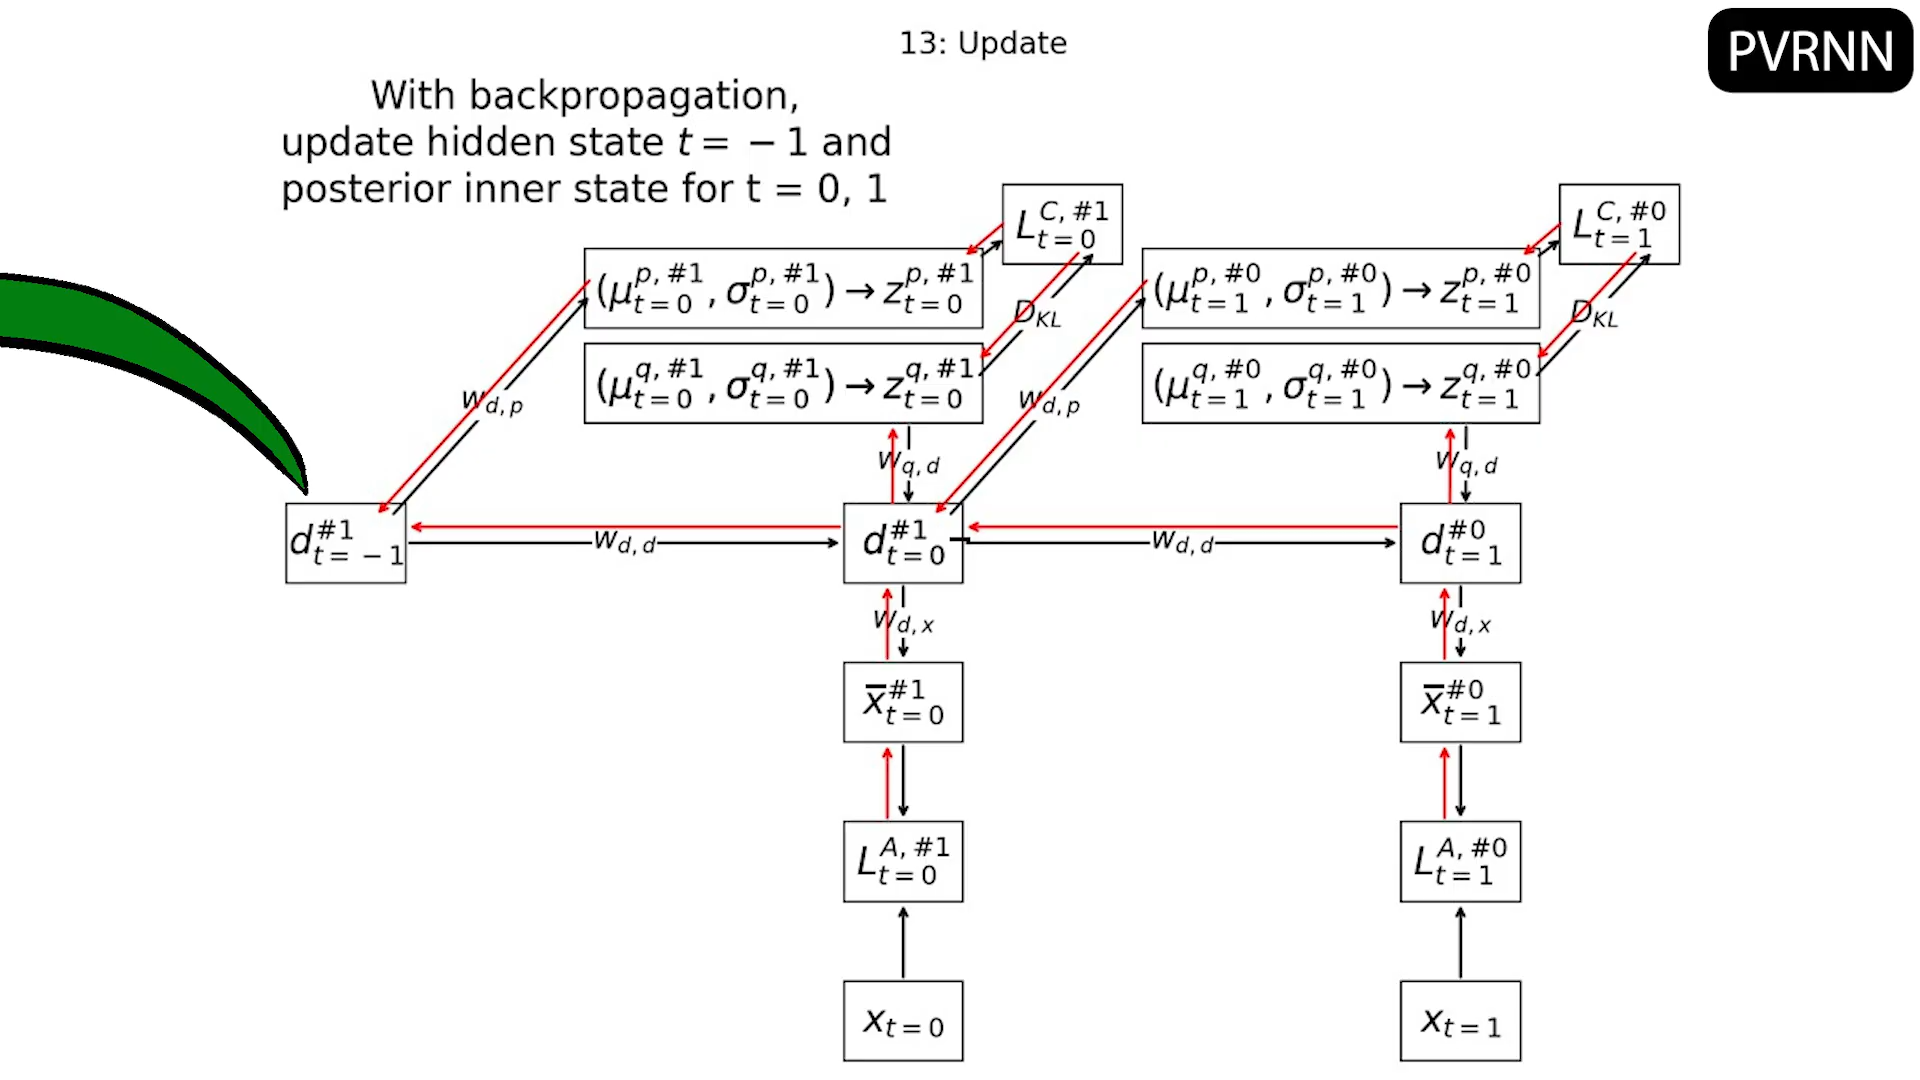 13: Update
PVRNN
With backpropagation,
update hidden state t = − 1 and
posterior inner state for t = 0, 1
L^{C, #1}_{t = 0}
L^{C, #0}_{t = 1}
(μ^{p, #1}_{t = 0}, σ^{p, #1}_{t = 0}) → z^{p, #1}_{t = 0}
(μ^{p, #0}_{t = 1}, σ^{p, #0}_{t = 1}) → z^{p, #0}_{t = 1}
D_{KL}
D_{KL}
(μ^{q, #1}_{t = 0}, σ^{q, #1}_{t = 0}) → z^{q, #1}_{t = 0}
(μ^{q, #0}_{t = 1}, σ^{q, #0}_{t = 1}) → z^{q, #0}_{t = 1}
w_{d, p}
w_{d, p}
w_{q, d}
w_{q, d}
d^{#1}_{t = −1}
w_{d, d}
d^{#1}_{t = 0}
w_{d, d}
d^{#0}_{t = 1}
w_{d, x}
w_{d, x}
x̅^{#1}_{t = 0}
x̅^{#0}_{t = 1}
L^{A, #1}_{t = 0}
L^{A, #0}_{t = 1}
x_{t = 0}
x_{t = 1}